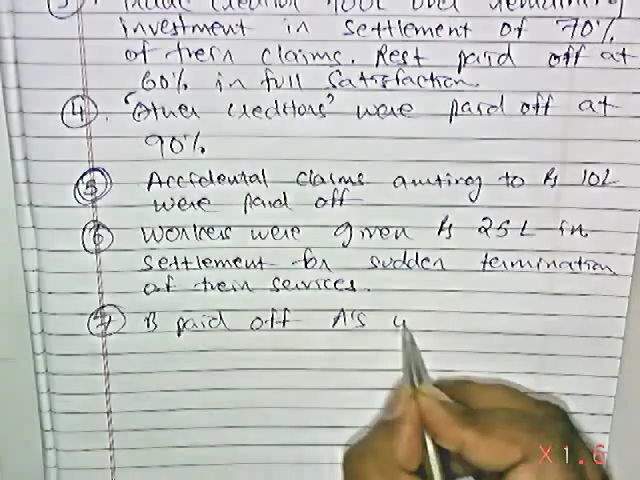 investment in settlement of 70%
of their claims. Rest paid off at
60% in full satisfaction.
④. 'Other creditors' were paid off at
90%
⑤ Accidental claims amting to ₨ 10L
were paid off
⑥ Workers were given ₨ 25L in
settlement for sudden termination
of their services.
⑦ B paid off A's
X1.6